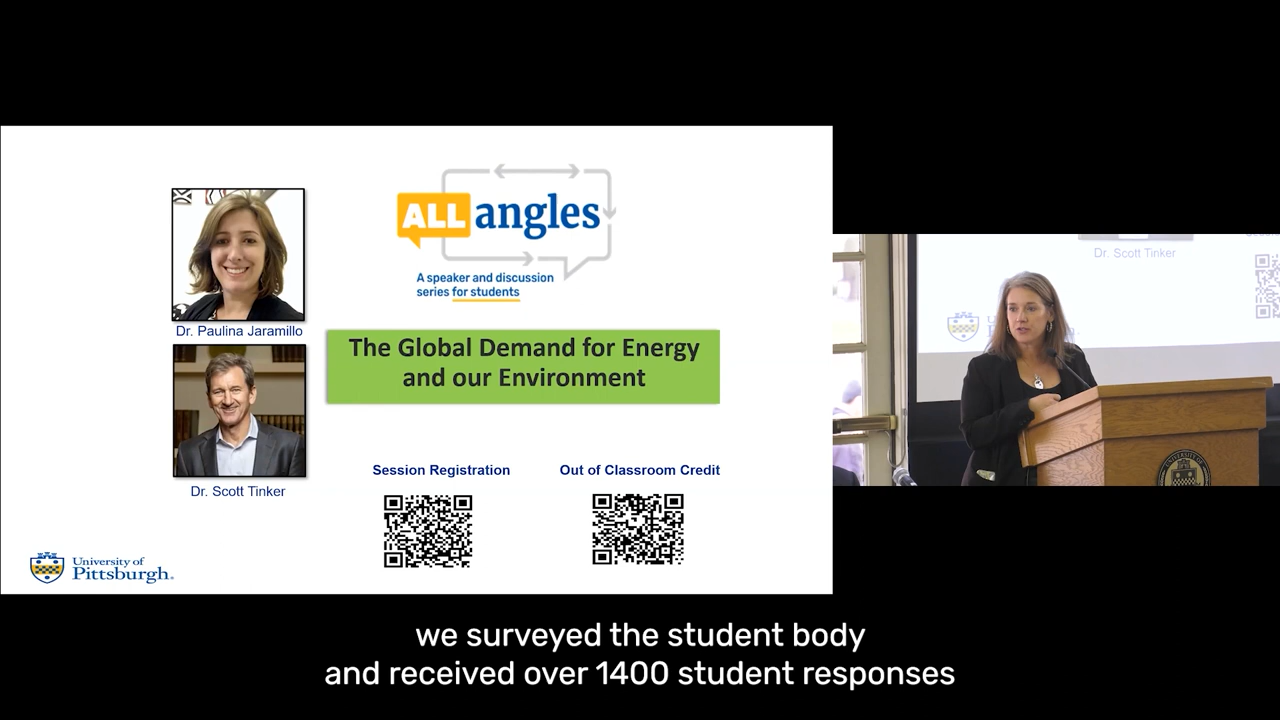 ALL angles
A speaker and discussion
series for students
Dr. Paulina Jaramillo
The Global Demand for Energy
and our Environment
Dr. Scott Tinker
Session Registration
Out of Classroom Credit
University of
Pittsburgh.
Dr. Scott Tinker
we surveyed the student body
and received over 1400 student responses